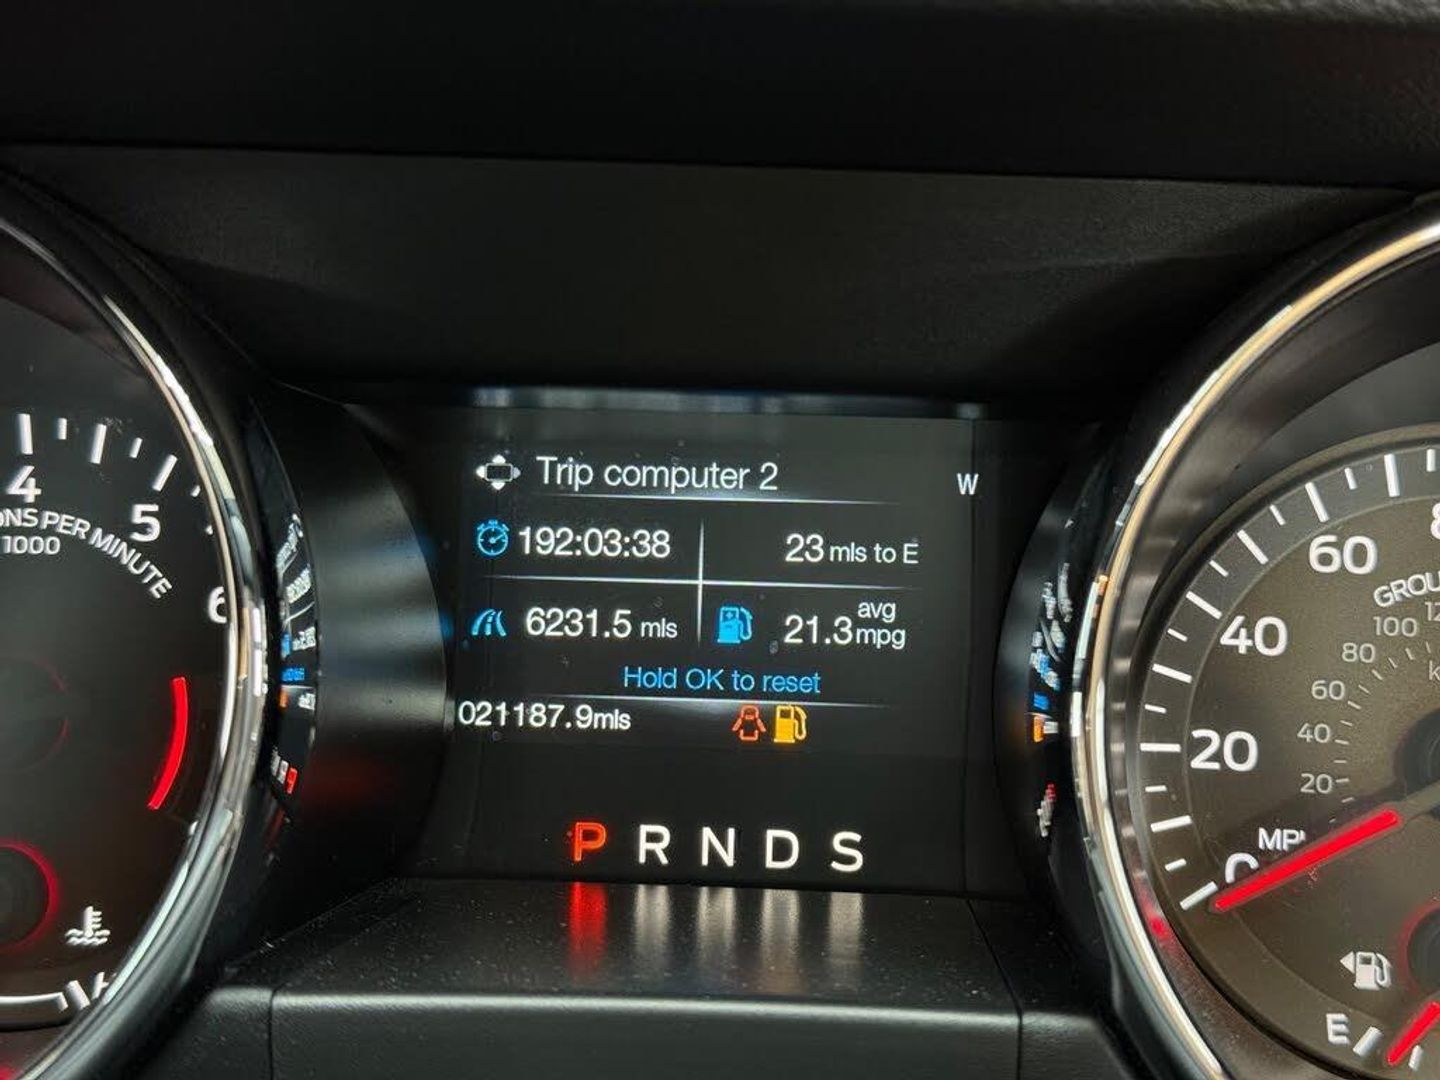 Trip computer 2
W
192:03:38
23 mls to E
6231.5 mls
avg
21.3 mpg
Hold OK to reset
021187.9mls
P R N D S
4
5
6
PER MINUTE
1000
0
20
40
60
MP
20
40
60
80
100
GROU
E